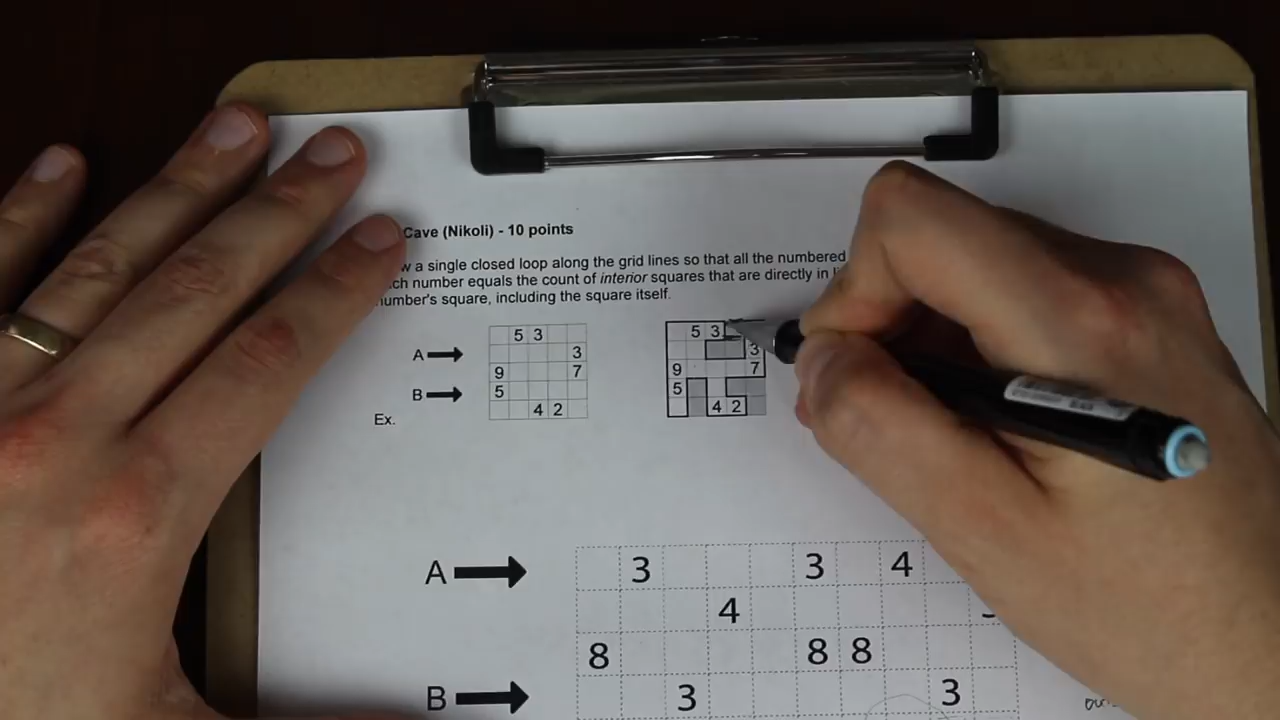 Cave (Nikoli) - 10 points
w a single closed loop along the grid lines so that all the numbered
ch number equals the count of interior squares that are directly in
number's square, including the square itself.
A 5 3
3
9 7
B 5
4 2
Ex.
5 3
3
9 7
5
4 2
A 3 3 4
4
8 8 8
B 3 3